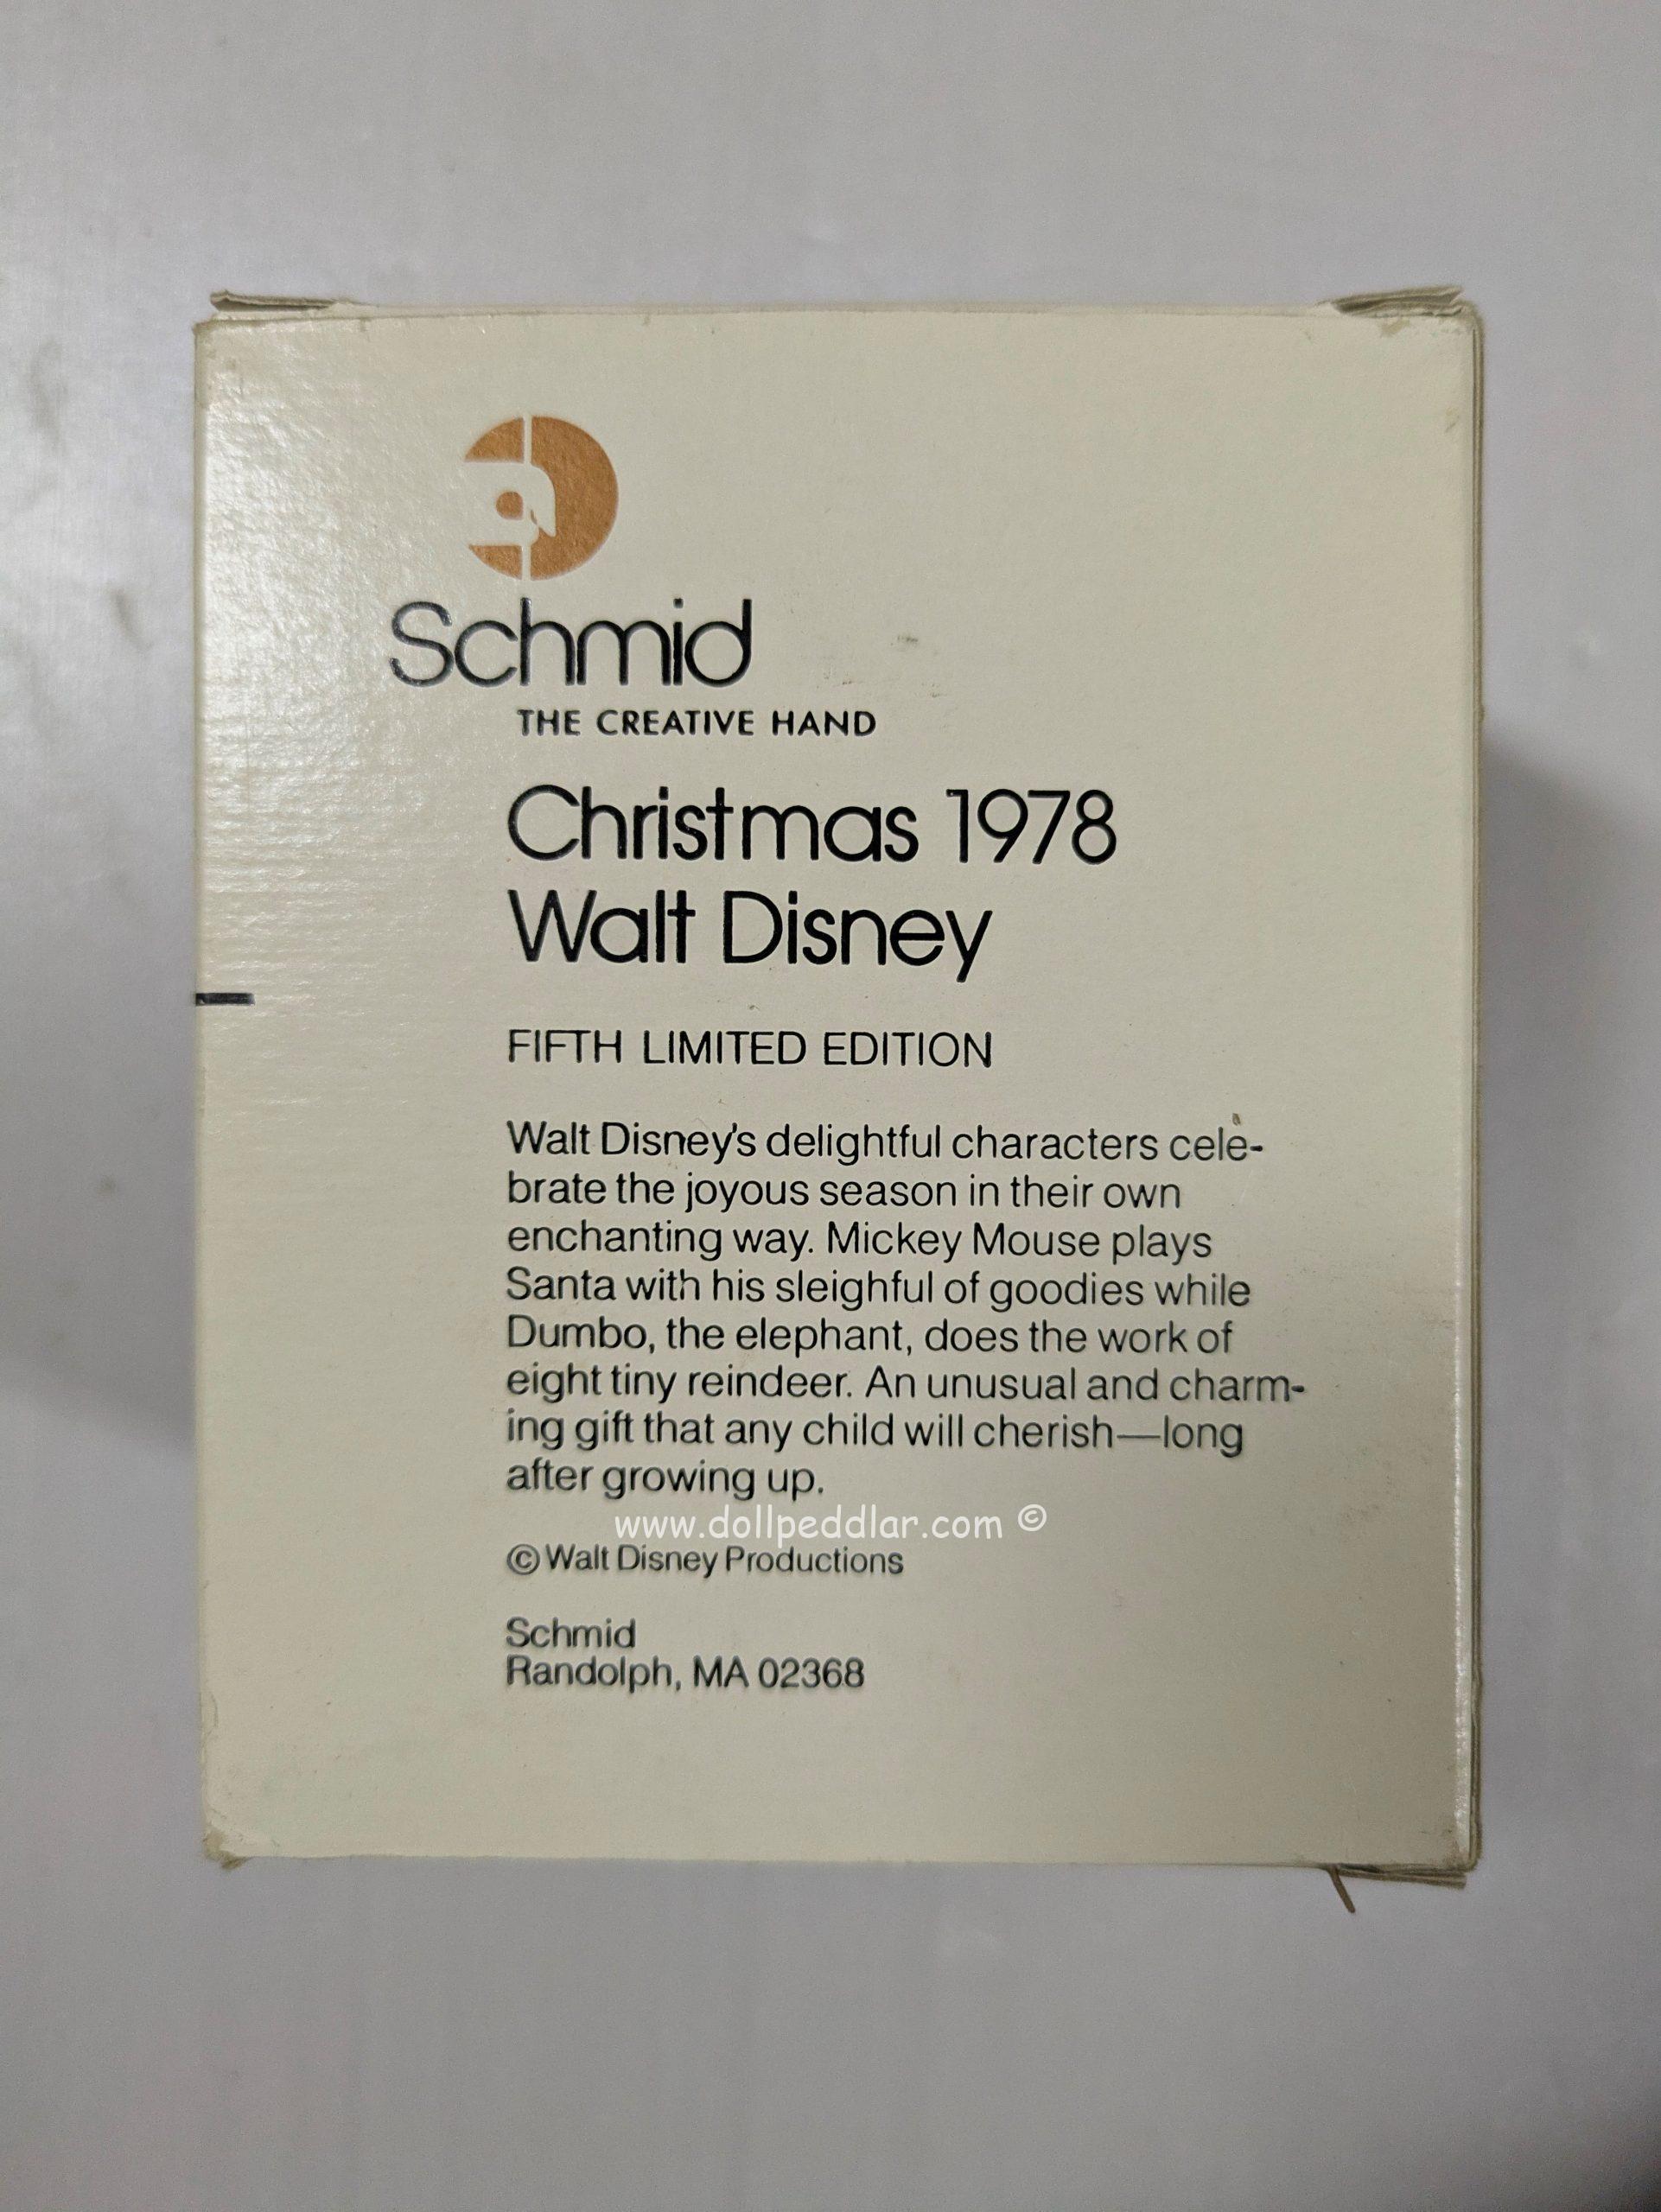 Schmid
THE CREATIVE HAND
Christmas 1978
Walt Disney
FIFTH LIMITED EDITION
Walt Disney's delightful characters cele-
brate the joyous season in their own
enchanting way. Mickey Mouse plays
Santa with his sleighful of goodies while
Dumbo, the elephant, does the work of
eight tiny reindeer. An unusual and charm-
ing gift that any child will cherish—long
after growing up.
www.dollpeddlar.com ©
© Walt Disney Productions
Schmid
Randolph, MA 02368